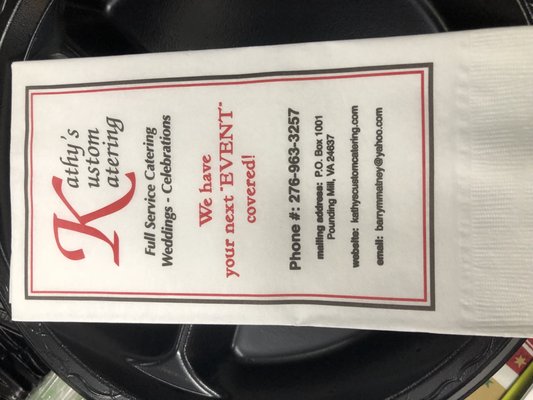 Kathy's
Kustom
Katering
Full Service Catering
Weddings - Celebrations
We have
your next "EVENT"
covered!
Phone #: 276-963-3257
mailing address: P.O. Box 1001
Pounding Mill, VA 24637
website: kathyscustomcatering.com
email: barrymmatney@yahoo.com